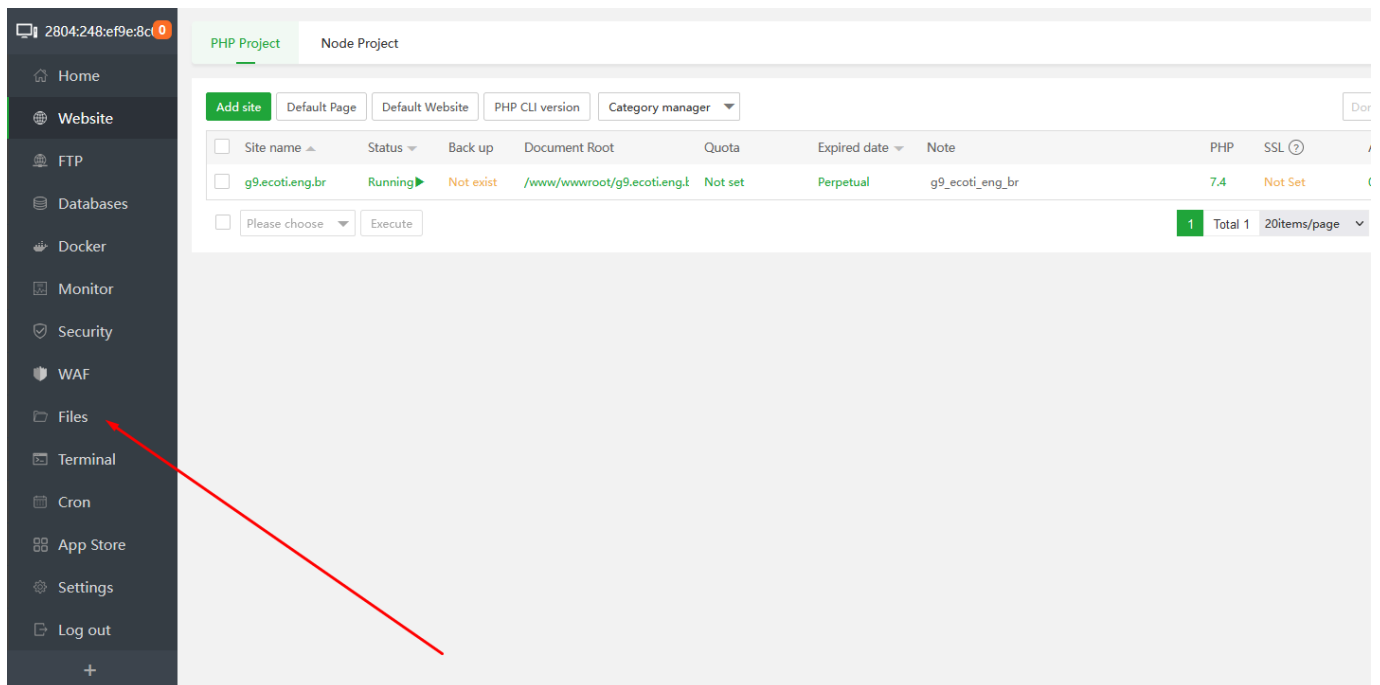 2804:248:ef9e:8c 0
Home
Website
FTP
Databases
Docker
Monitor
Security
WAF
Files
Terminal
Cron
App Store
Settings
Log out
+
PHP Project Node Project
Add site Default Page Default Website PHP CLI version Category manager
Site name Status Back up Document Root Quota Expired date Note PHP SSL ?
g9.ecoti.eng.br Running Not exist /www/wwwroot/g9.ecoti.eng.b Not set Perpetual g9_ecoti_eng_br 7.4 Not Set
Please choose Execute 1 Total 1 20items/page